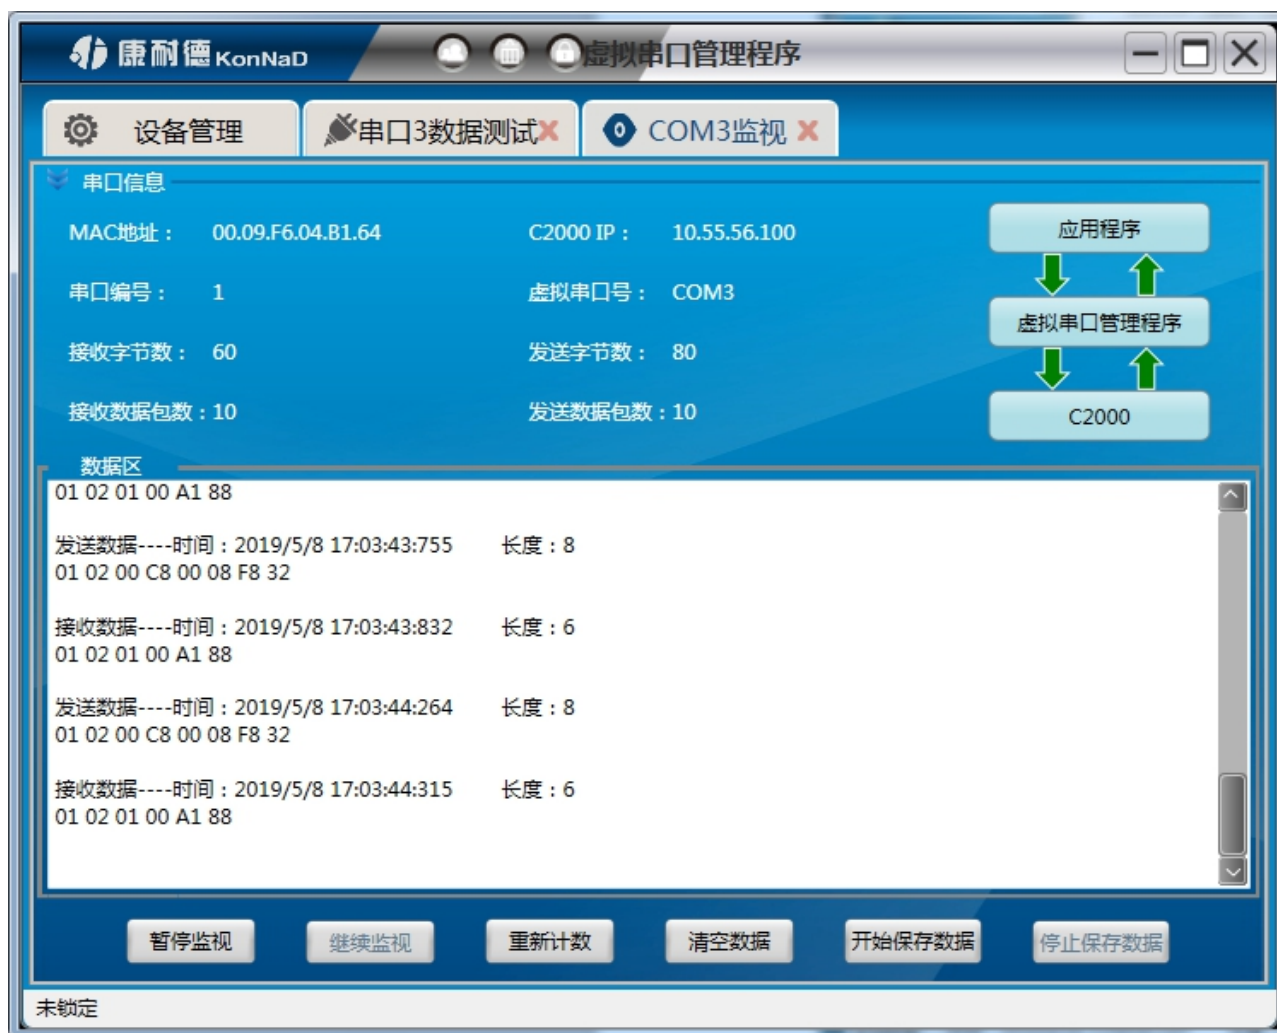 康耐德 KonNaD
虚拟串口管理程序
设备管理
串口3数据测试
COM3监视
串口信息
MAC地址： 00.09.F6.04.B1.64
C2000 IP： 10.55.56.100
串口编号： 1
虚拟串口号： COM3
接收字节数： 60
发送字节数： 80
接收数据包数：10
发送数据包数：10
应用程序
虚拟串口管理程序
C2000
数据区
01 02 01 00 A1 88
发送数据----时间：2019/5/8 17:03:43:755 长度：8
01 02 00 C8 00 08 F8 32
接收数据----时间：2019/5/8 17:03:43:832 长度：6
01 02 01 00 A1 88
发送数据----时间：2019/5/8 17:03:44:264 长度：8
01 02 00 C8 00 08 F8 32
接收数据----时间：2019/5/8 17:03:44:315 长度：6
01 02 01 00 A1 88
暂停监视
继续监视
重新计数
清空数据
开始保存数据
停止保存数据
未锁定